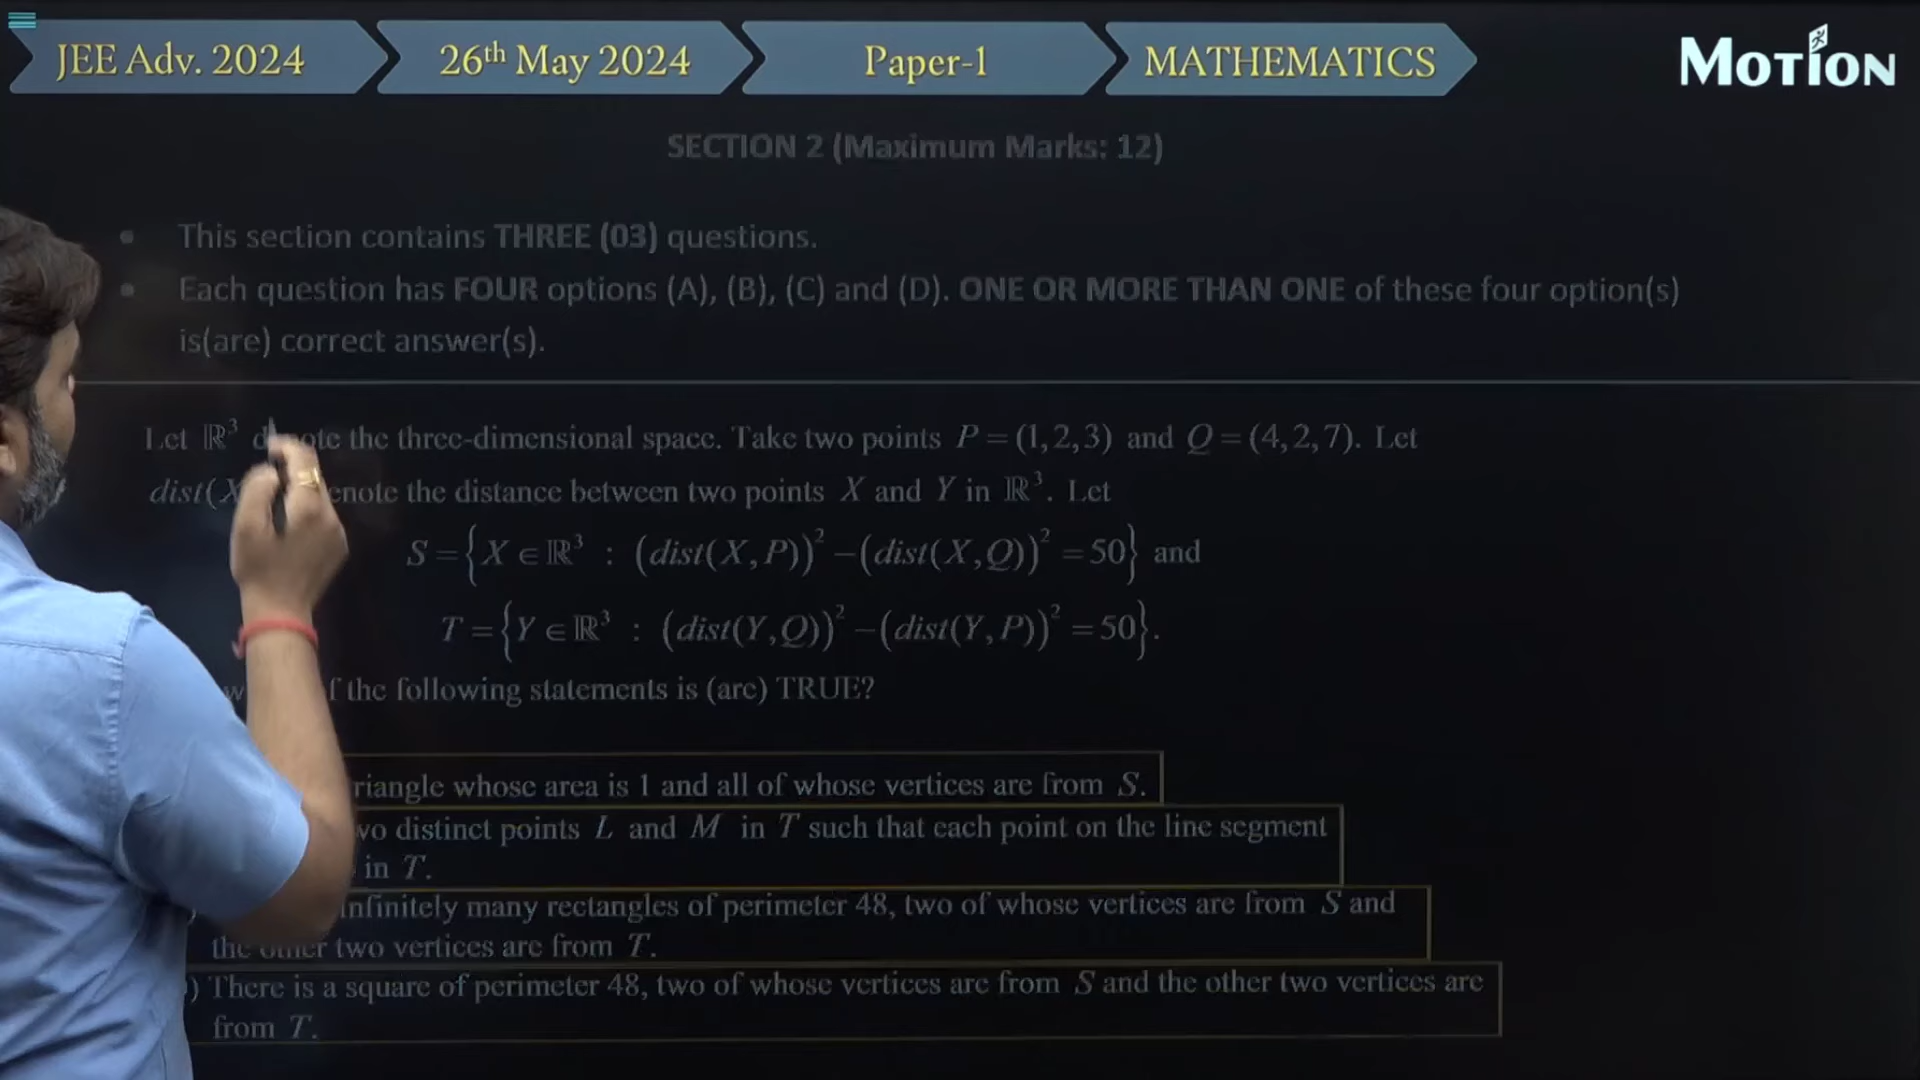 JEE Adv. 2024
26th May 2024
Paper-1
MATHEMATICS
MOTION
SECTION 2 (Maximum Marks: 12)
• This section contains THREE (03) questions.
• Each question has FOUR options (A), (B), (C) and (D). ONE OR MORE THAN ONE of these four option(s)
is(are) correct answer(s).
Let ℝ³ denote the three-dimensional space. Take two points P = (1,2,3) and Q = (4,2,7). Let
dist(X the distance between two points X and Y in ℝ³. Let
S = {X ∈ ℝ³ : (dist(X,P))² − (dist(X,Q))² = 50} and
T = {Y ∈ ℝ³ : (dist(Y,Q))² − (dist(Y,P))² = 50}.
the following statements is (are) TRUE?
whose area is 1 and all of whose vertices are from S.
distinct points L and M in T such that each point on the line segment
in T.
infinitely many rectangles of perimeter 48, two of whose vertices are from S and
the other two vertices are from T.
) There is a square of perimeter 48, two of whose vertices are from S and the other two vertices are
from T.